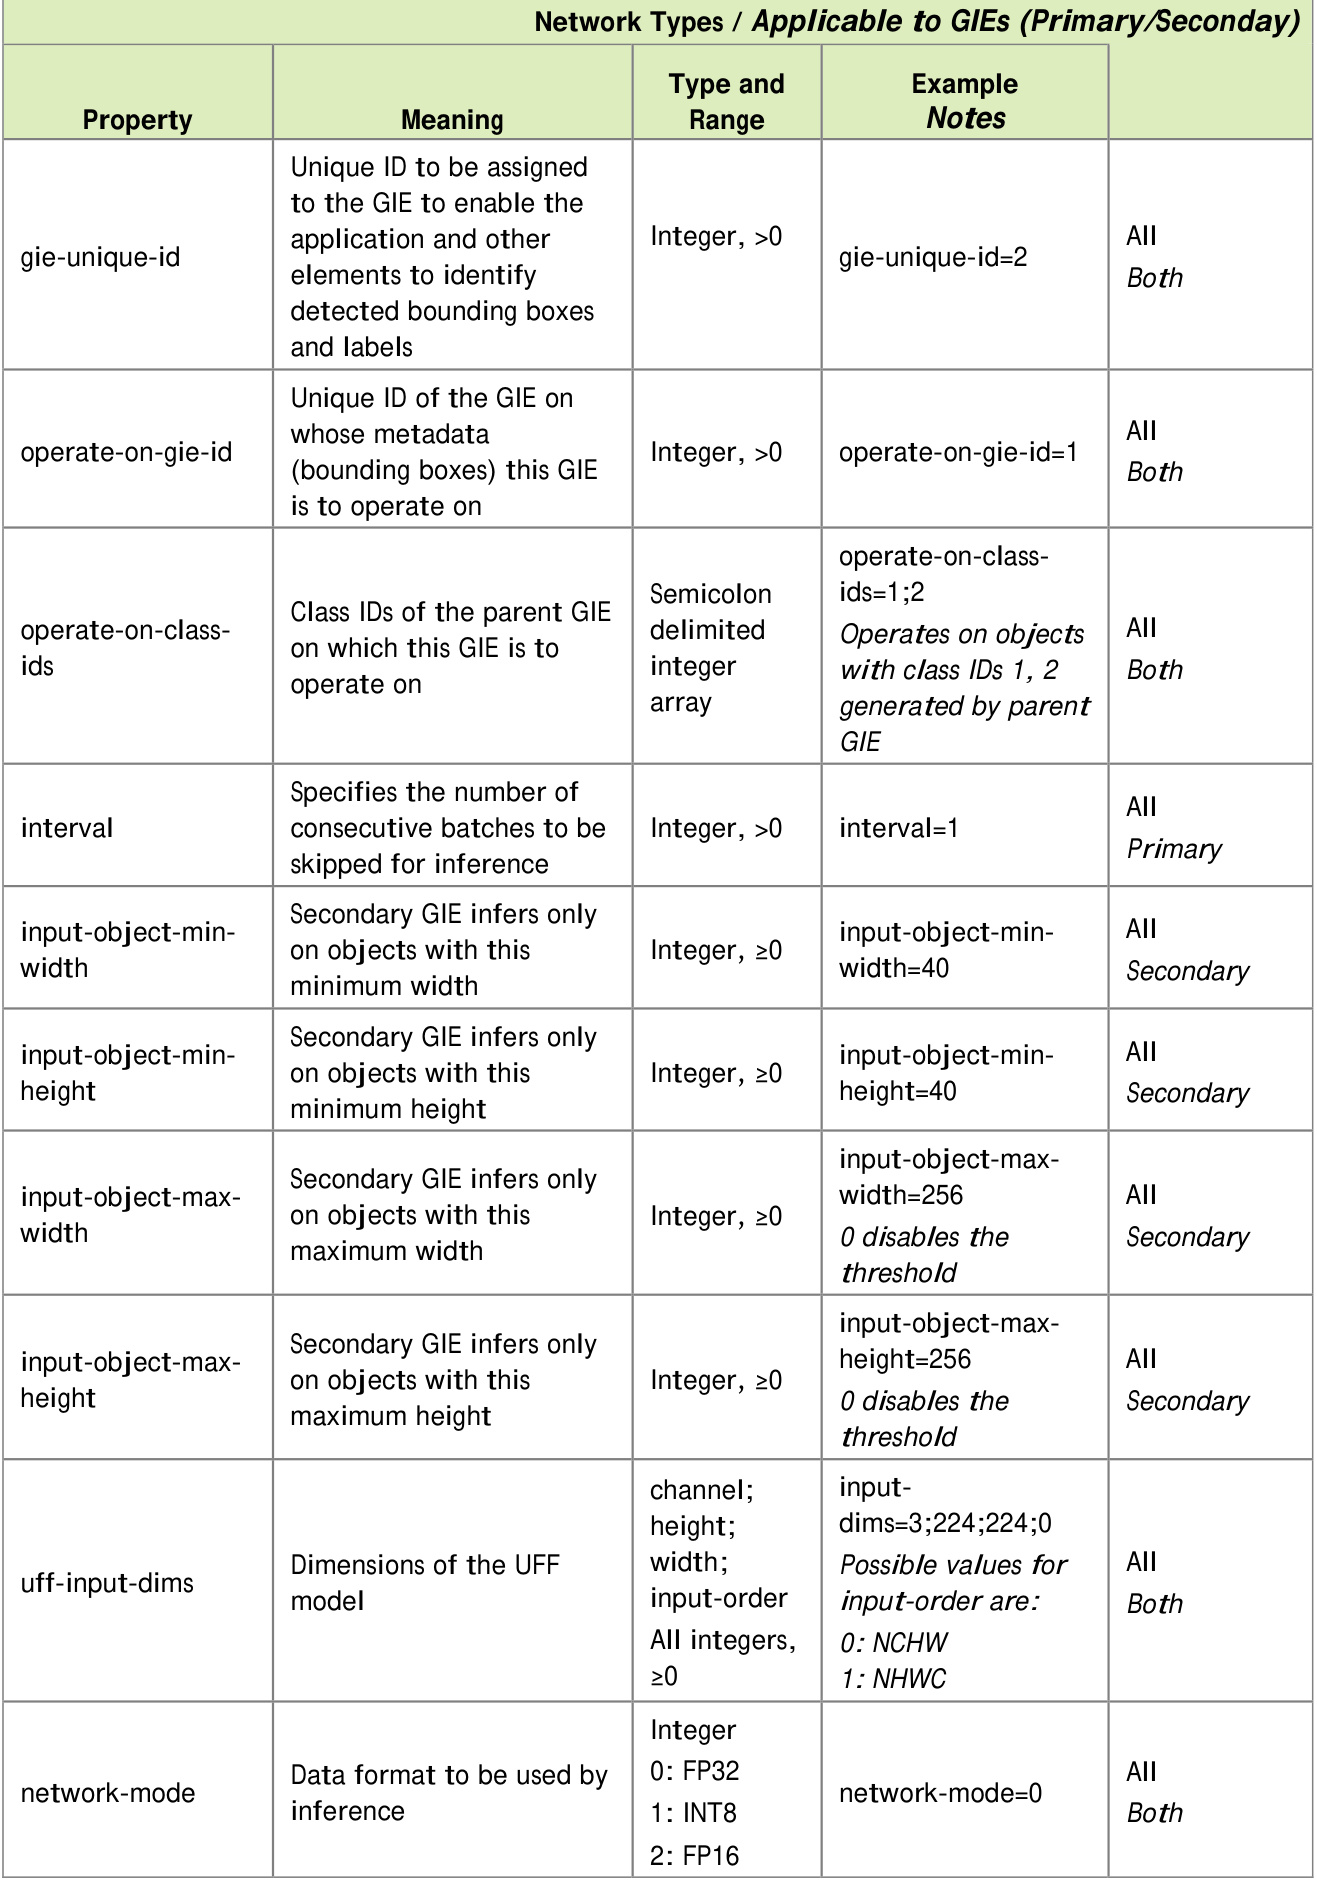 Network Types / Applicable to GIEs (Primary/Seconday)
Property
Meaning
Type and
Range
Example
Notes
gie-unique-id
Unique ID to be assigned
to the GIE to enable the
application and other
elements to identify
detected bounding boxes
and labels
Integer, >0
gie-unique-id=2
All
Both
operate-on-gie-id
Unique ID of the GIE on
whose metadata
(bounding boxes) this GIE
is to operate on
Integer, >0
operate-on-gie-id=1
All
Both
operate-on-class-
ids
Class IDs of the parent GIE
on which this GIE is to
operate on
Semicolon
delimited
integer
array
operate-on-class-
ids=1;2
Operates on objects
with class IDs 1, 2
generated by parent
GIE
All
Both
interval
Specifies the number of
consecutive batches to be
skipped for inference
Integer, >0
interval=1
All
Primary
input-object-min-
width
Secondary GIE infers only
on objects with this
minimum width
Integer, ≥0
input-object-min-
width=40
All
Secondary
input-object-min-
height
Secondary GIE infers only
on objects with this
minimum height
Integer, ≥0
input-object-min-
height=40
All
Secondary
input-object-max-
width
Secondary GIE infers only
on objects with this
maximum width
Integer, ≥0
input-object-max-
width=256
0 disables the
threshold
All
Secondary
input-object-max-
height
Secondary GIE infers only
on objects with this
maximum height
Integer, ≥0
input-object-max-
height=256
0 disables the
threshold
All
Secondary
uff-input-dims
Dimensions of the UFF
model
channel;
height;
width;
input-order
All integers,
≥0
input-
dims=3;224;224;0
Possible values for
input-order are:
0: NCHW
1: NHWC
All
Both
network-mode
Data format to be used by
inference
Integer
0: FP32
1: INT8
2: FP16
network-mode=0
All
Both